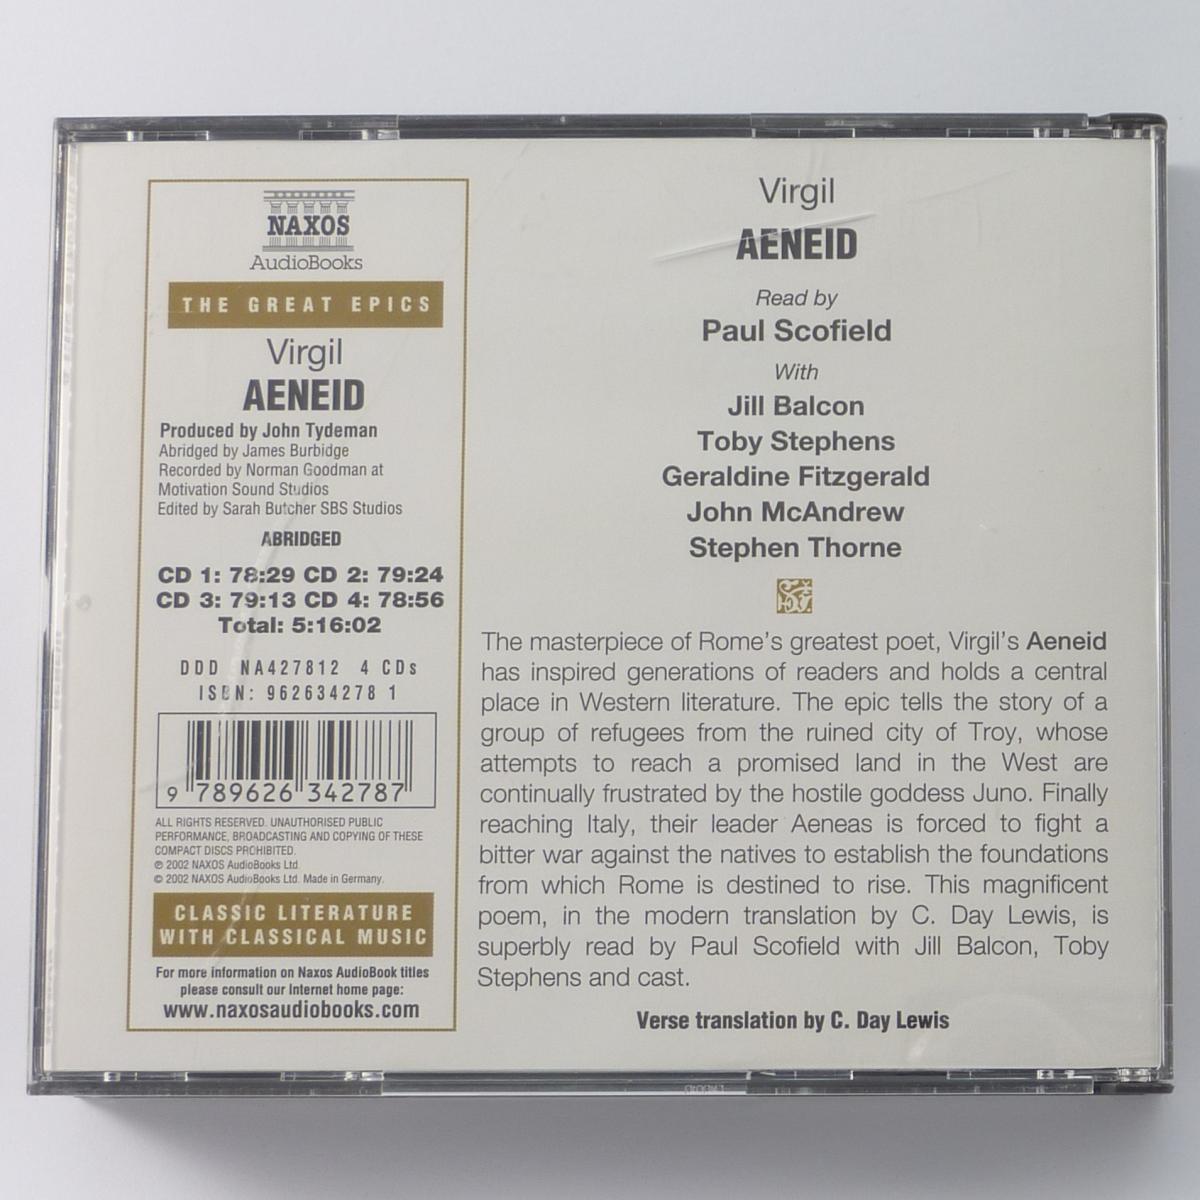 NAXOS
AudioBooks
THE GREAT EPICS
Virgil
AENEID
Produced by John Tydeman
Abridged by James Burbidge
Recorded by Norman Goodman at
Motivation Sound Studios
Edited by Sarah Butcher SBS Studios
ABRIDGED
CD 1: 78:29 CD 2: 79:24
CD 3: 79:13 CD 4: 78:56
Total: 5:16:02
DDD NA427812 4 CDs
ISBN: 962634278 1
9 789626 342787
ALL RIGHTS RESERVED. UNAUTHORISED PUBLIC
PERFORMANCE, BROADCASTING AND COPYING OF THESE
COMPACT DISCS PROHIBITED.
℗ 2002 NAXOS AudioBooks Ltd.
© 2002 NAXOS AudioBooks Ltd. Made in Germany.
CLASSIC LITERATURE
WITH CLASSICAL MUSIC
For more information on Naxos AudioBook titles
please consult our Internet home page:
www.naxosaudiobooks.com
Virgil
AENEID
Read by
Paul Scofield
With
Jill Balcon
Toby Stephens
Geraldine Fitzgerald
John McAndrew
Stephen Thorne
The masterpiece of Rome's greatest poet, Virgil's Aeneid
has inspired generations of readers and holds a central
place in Western literature. The epic tells the story of a
group of refugees from the ruined city of Troy, whose
attempts to reach a promised land in the West are
continually frustrated by the hostile goddess Juno. Finally
reaching Italy, their leader Aeneas is forced to fight a
bitter war against the natives to establish the foundations
from which Rome is destined to rise. This magnificent
poem, in the modern translation by C. Day Lewis, is
superbly read by Paul Scofield with Jill Balcon, Toby
Stephens and cast.
Verse translation by C. Day Lewis